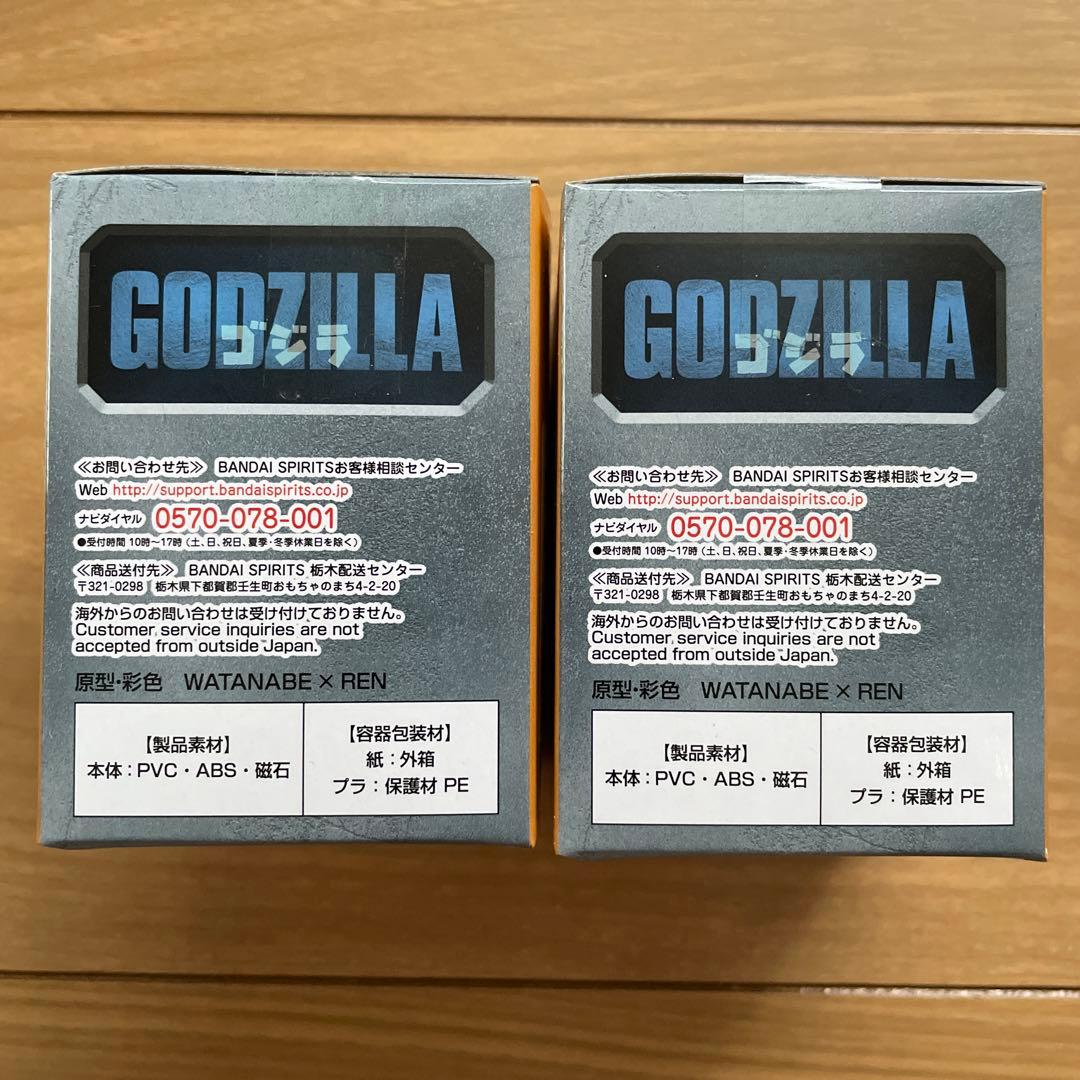 GODZILLA
ゴジラ
≪お問い合わせ先≫ BANDAI SPIRITSお客様相談センター
Web http://support.bandaispirits.co.jp
ナビダイヤル 0570-078-001
●受付時間 10時〜17時(土、日、祝日、夏季・冬季休業日を除く)
≪商品送付先≫ BANDAI SPIRITS 栃木配送センター
〒321-0298 栃木県下都賀郡壬生町おもちゃのまち4-2-20
海外からのお問い合わせは受け付けておりません。
Customer service inquiries are not
accepted from outside Japan.
原型・彩色 WATANABE×REN
【製品素材】
本体:PVC・ABS・磁石
【容器包装材】
紙:外箱
プラ:保護材 PE
GODZILLA
ゴジラ
≪お問い合わせ先≫ BANDAI SPIRITSお客様相談センター
Web http://support.bandaispirits.co.jp
ナビダイヤル 0570-078-001
●受付時間 10時〜17時(土、日、祝日、夏季・冬季休業日を除く)
≪商品送付先≫ BANDAI SPIRITS 栃木配送センター
〒321-0298 栃木県下都賀郡壬生町おもちゃのまち4-2-20
海外からのお問い合わせは受け付けておりません。
Customer service inquiries are not
accepted from outside Japan.
原型・彩色 WATANABE×REN
【製品素材】
本体:PVC・ABS・磁石
【容器包装材】
紙:外箱
プラ:保護材 PE